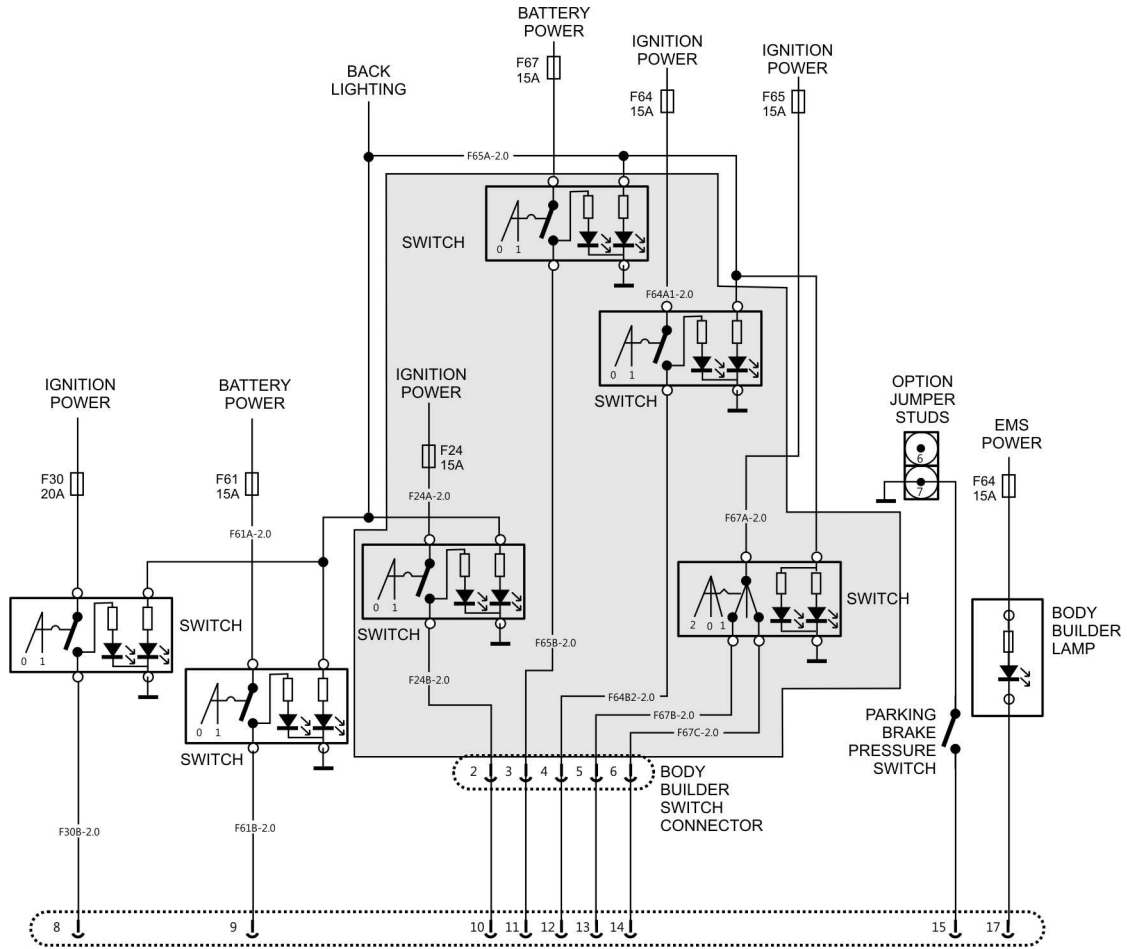 BATTERY
POWER
F67
15A
IGNITION
POWER
F64
15A
IGNITION
POWER
F65
15A
BACK
LIGHTING
F65A-2.0
SWITCH
0 1
F64A1-2.0
SWITCH
0 1
IGNITION
POWER
F30
20A
BATTERY
POWER
F61
15A
F61A-2.0
IGNITION
POWER
F24
15A
F24A-2.0
OPTION
JUMPER
STUDS
6
7
EMS
POWER
F64
15A
F67A-2.0
SWITCH
0 1
SWITCH
0 1
SWITCH
2 0 1
BODY
BUILDER
LAMP
F65B-2.0
F24B-2.0
SWITCH
0 1
F64B2-2.0
F67B-2.0
F67C-2.0
PARKING
BRAKE
PRESSURE
SWITCH
2 3 4 5 6
BODY
BUILDER
SWITCH
CONNECTOR
F30B-2.0
F61B-2.0
8 9 10 11 12 13 14 15 17